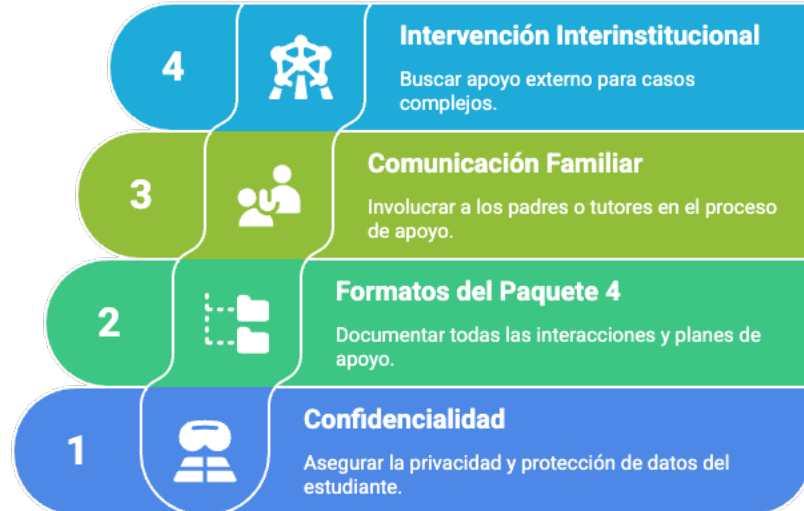 4
Intervención Interinstitucional
Buscar apoyo externo para casos
complejos.
3
Comunicación Familiar
Involucrar a los padres o tutores en el proceso
de apoyo.
2
Formatos del Paquete 4
Documentar todas las interacciones y planes de
apoyo.
1
Confidencialidad
Asegurar la privacidad y protección de datos del
estudiante.